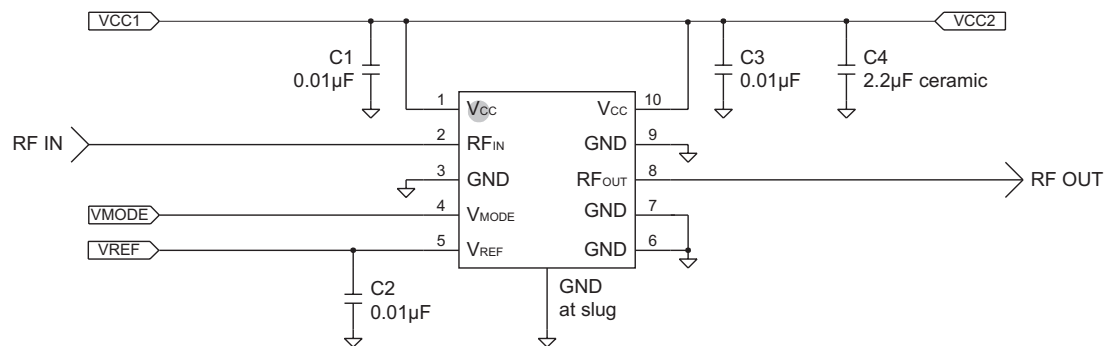 VCC1
VCC2
C1
0.01µF
C3
0.01µF
C4
2.2µF ceramic
1
VCC
VCC
10
RF IN
2
RFIN
GND
9
3
GND
RFOUT
8
RF OUT
VMODE
4
VMODE
GND
7
VREF
5
VREF
GND
6
C2
0.01µF
GND
at slug